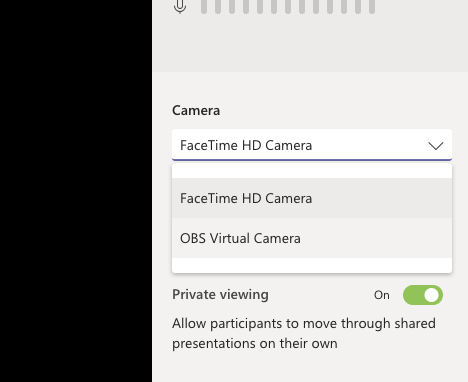 Camera
FaceTime HD Camera
FaceTime HD Camera
OBS Virtual Camera
Private viewing On
Allow participants to move through shared
presentations on their own